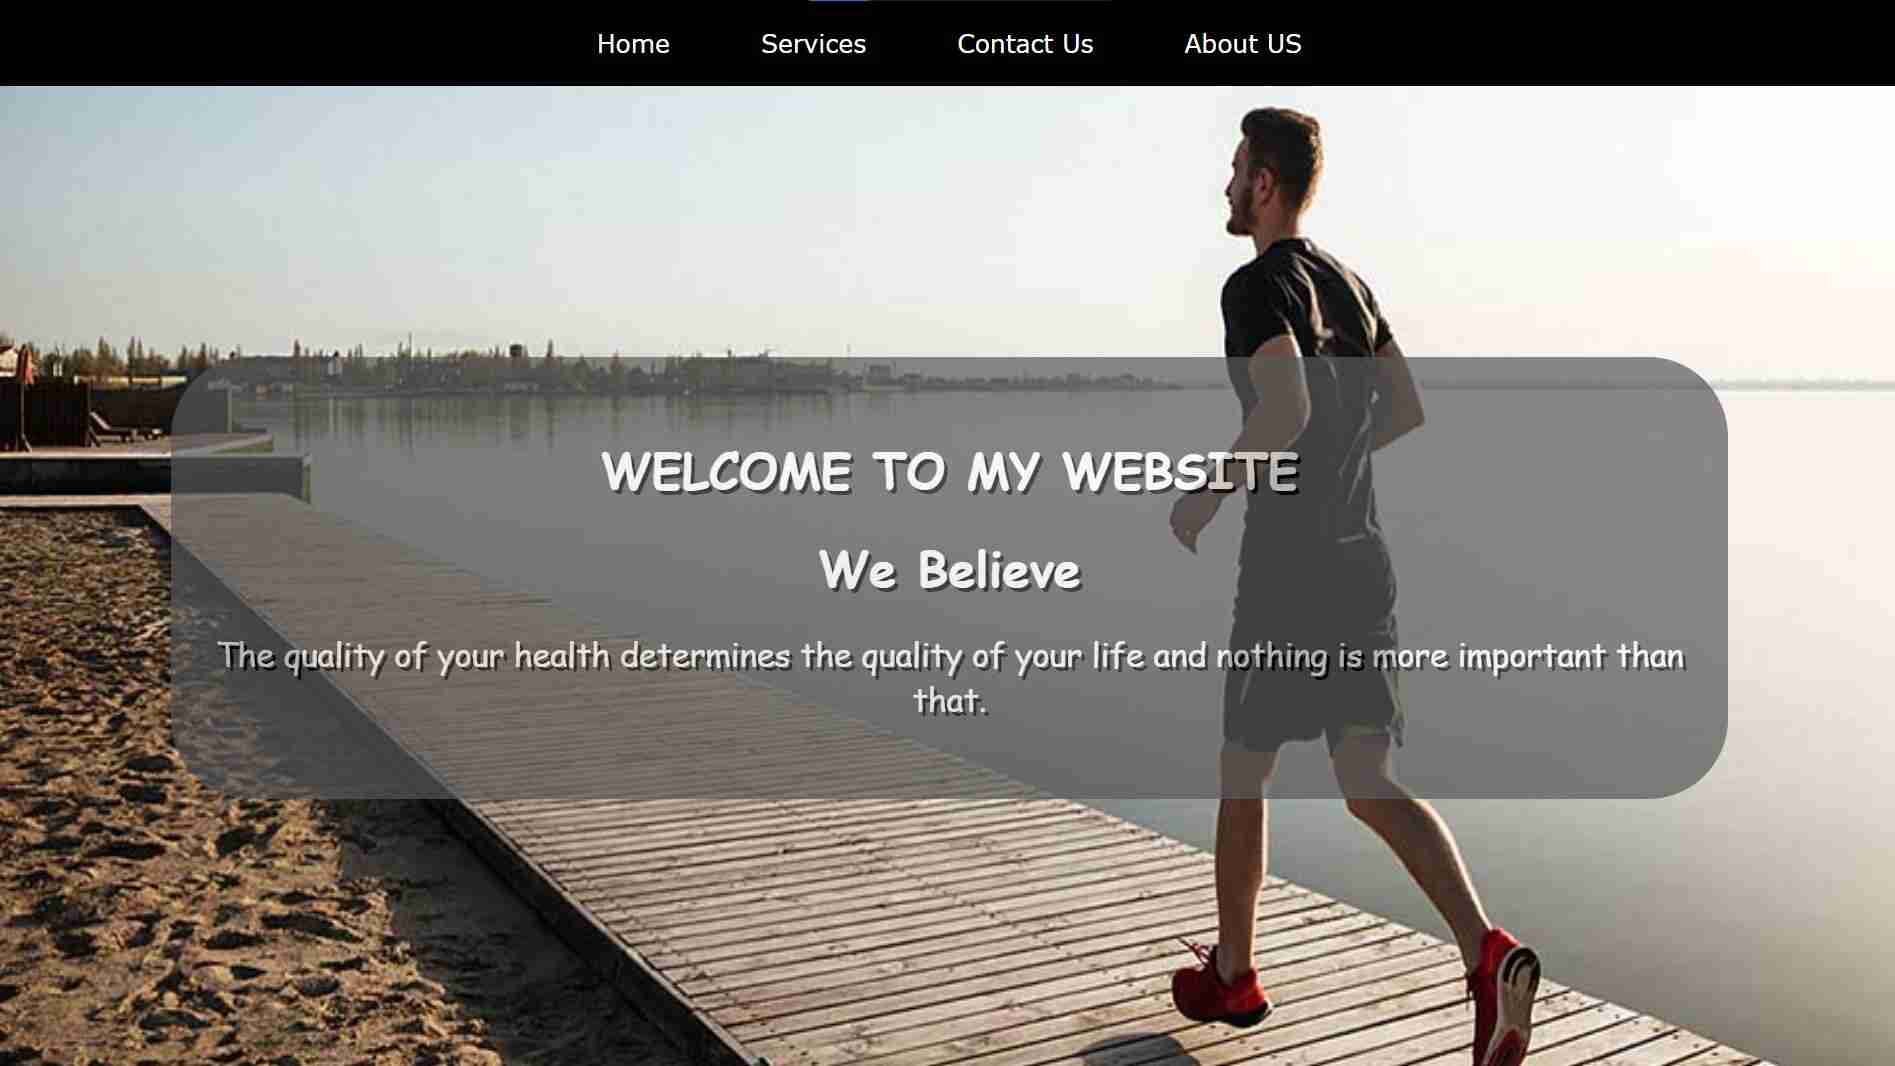 Home Services Contact Us About US
WELCOME TO MY WEBSITE
We Believe
The quality of your health determines the quality of your life and nothing is more important than
that.